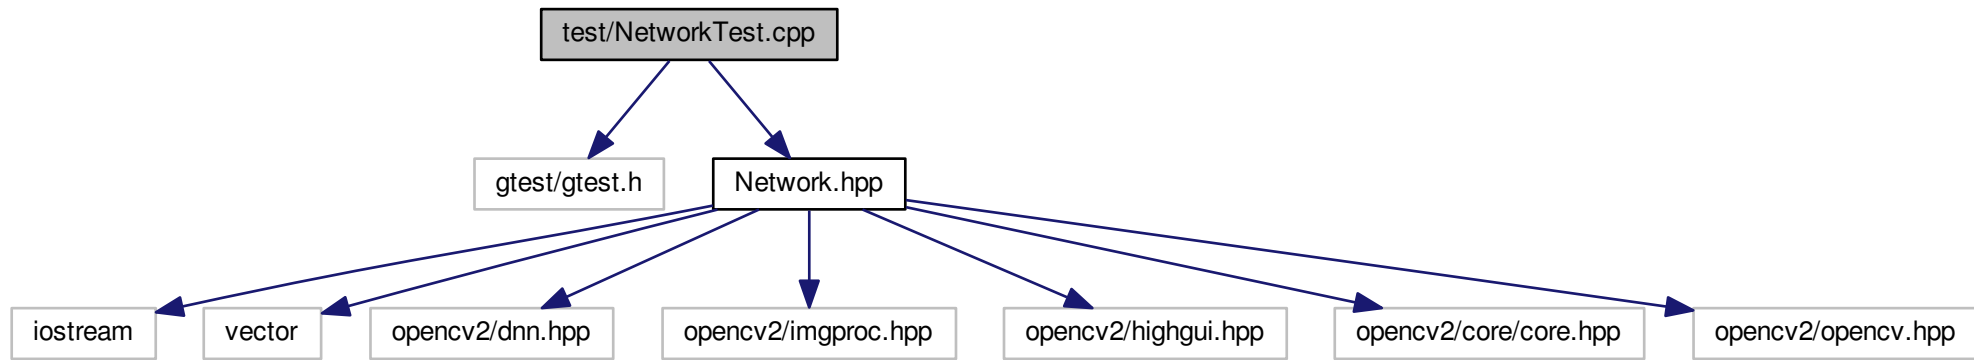 test/NetworkTest.cpp
gtest/gtest.h
Network.hpp
iostream
vector
opencv2/dnn.hpp
opencv2/imgproc.hpp
opencv2/highgui.hpp
opencv2/core/core.hpp
opencv2/opencv.hpp